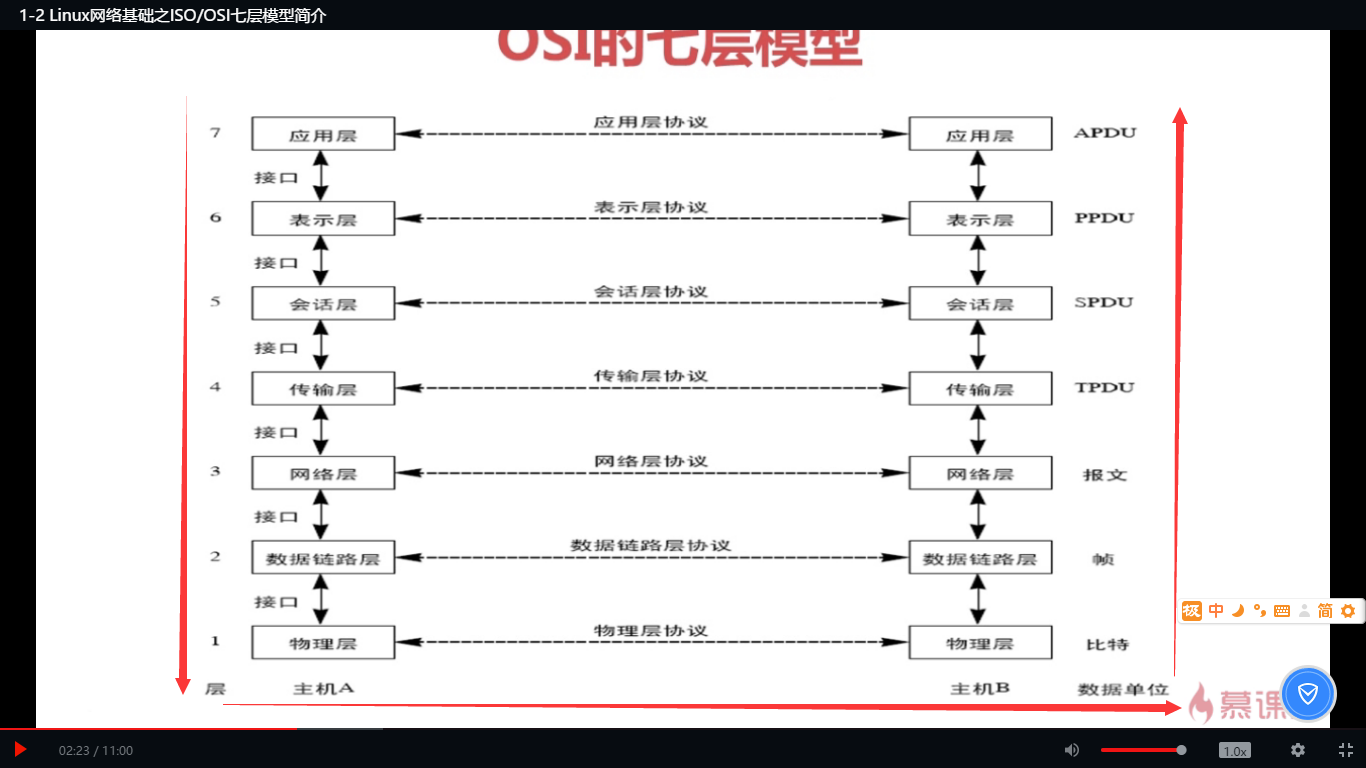 1-2 Linux网络基础之ISO/OSI七层模型简介
OSI的七层模型
7 应用层 应用层协议 应用层 APDU
接口
6 表示层 表示层协议 表示层 PPDU
接口
5 会话层 会话层协议 会话层 SPDU
接口
4 传输层 传输层协议 传输层 TPDU
接口
3 网络层 网络层协议 网络层 报文
接口
2 数据链路层 数据链路层协议 数据链路层 帧
接口
1 物理层 物理层协议 物理层 比特
层 主机A 主机B 数据单位
极 中 简
慕课
02:23 / 11:00 1.0x